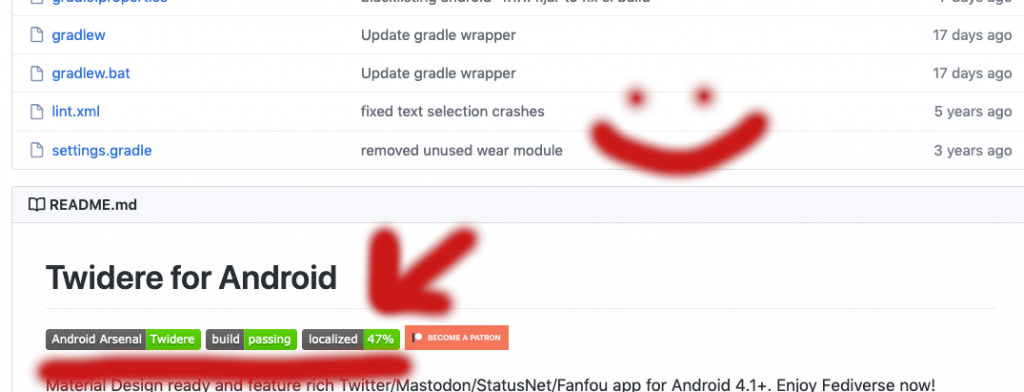 gradlew Update gradle wrapper 17 days ago
gradlew.bat Update gradle wrapper 17 days ago
lint.xml fixed text selection crashes 5 years ago
settings.gradle removed unused wear module 3 years ago
README.md
Twidere for Android
Android Arsenal Twidere build passing localized 47% BECOME A PATRON
Material Design ready and feature rich Twitter/Mastodon/StatusNet/Fanfou app for Android 4.1+. Enjoy Fediverse now!